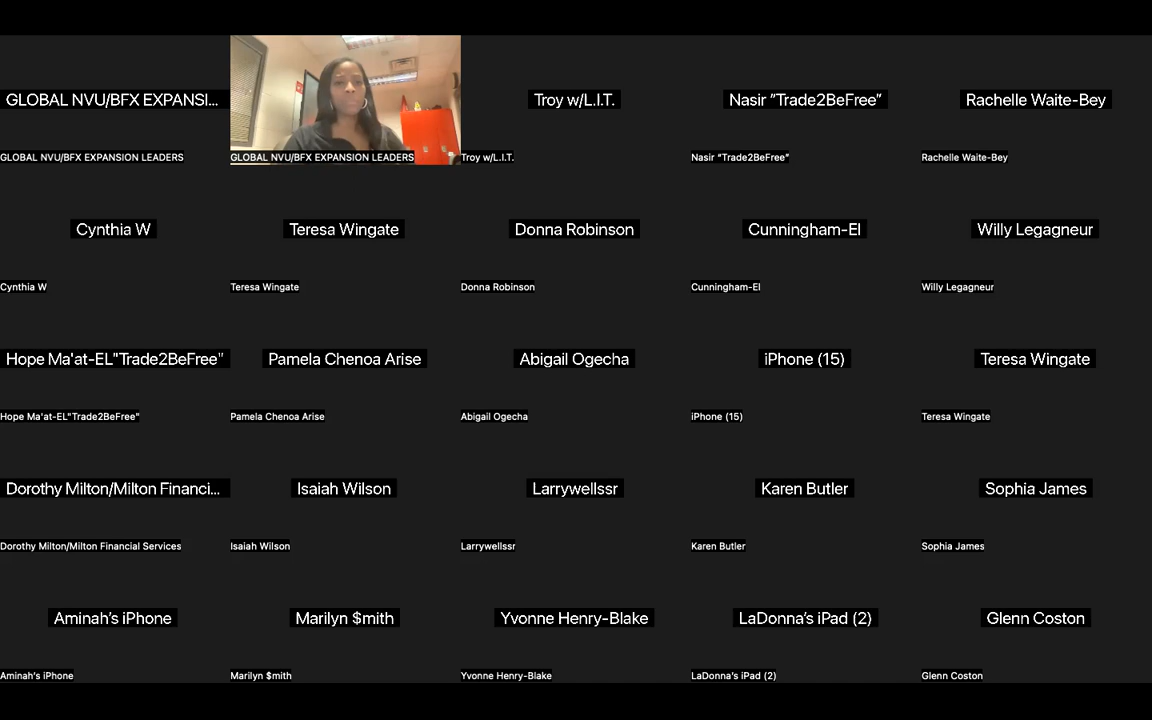 GLOBAL NVU/BFX EXPANSI...
Troy w/L.I.T.
Nasir "Trade2BeFree"
Rachelle Waite-Bey
GLOBAL NVU/BFX EXPANSION LEADERS
GLOBAL NVU/BFX EXPANSION LEADERS
Troy w/L.I.T.
Nasir "Trade2BeFree"
Rachelle Waite-Bey
Cynthia W
Teresa Wingate
Donna Robinson
Cunningham-El
Willy Legagneur
Cynthia W
Teresa Wingate
Donna Robinson
Cunningham-El
Willy Legagneur
Hope Ma'at-EL"Trade2BeFree"
Pamela Chenoa Arise
Abigail Ogecha
iPhone (15)
Teresa Wingate
Hope Ma'at-EL"Trade2BeFree"
Pamela Chenoa Arise
Abigail Ogecha
iPhone (15)
Teresa Wingate
Dorothy Milton/Milton Financi...
Isaiah Wilson
Larrywellssr
Karen Butler
Sophia James
Dorothy Milton/Milton Financial Services
Isaiah Wilson
Larrywellssr
Karen Butler
Sophia James
Aminah's iPhone
Marilyn $mith
Yvonne Henry-Blake
LaDonna's iPad (2)
Glenn Coston
Aminah's iPhone
Marilyn $mith
Yvonne Henry-Blake
LaDonna's iPad (2)
Glenn Coston